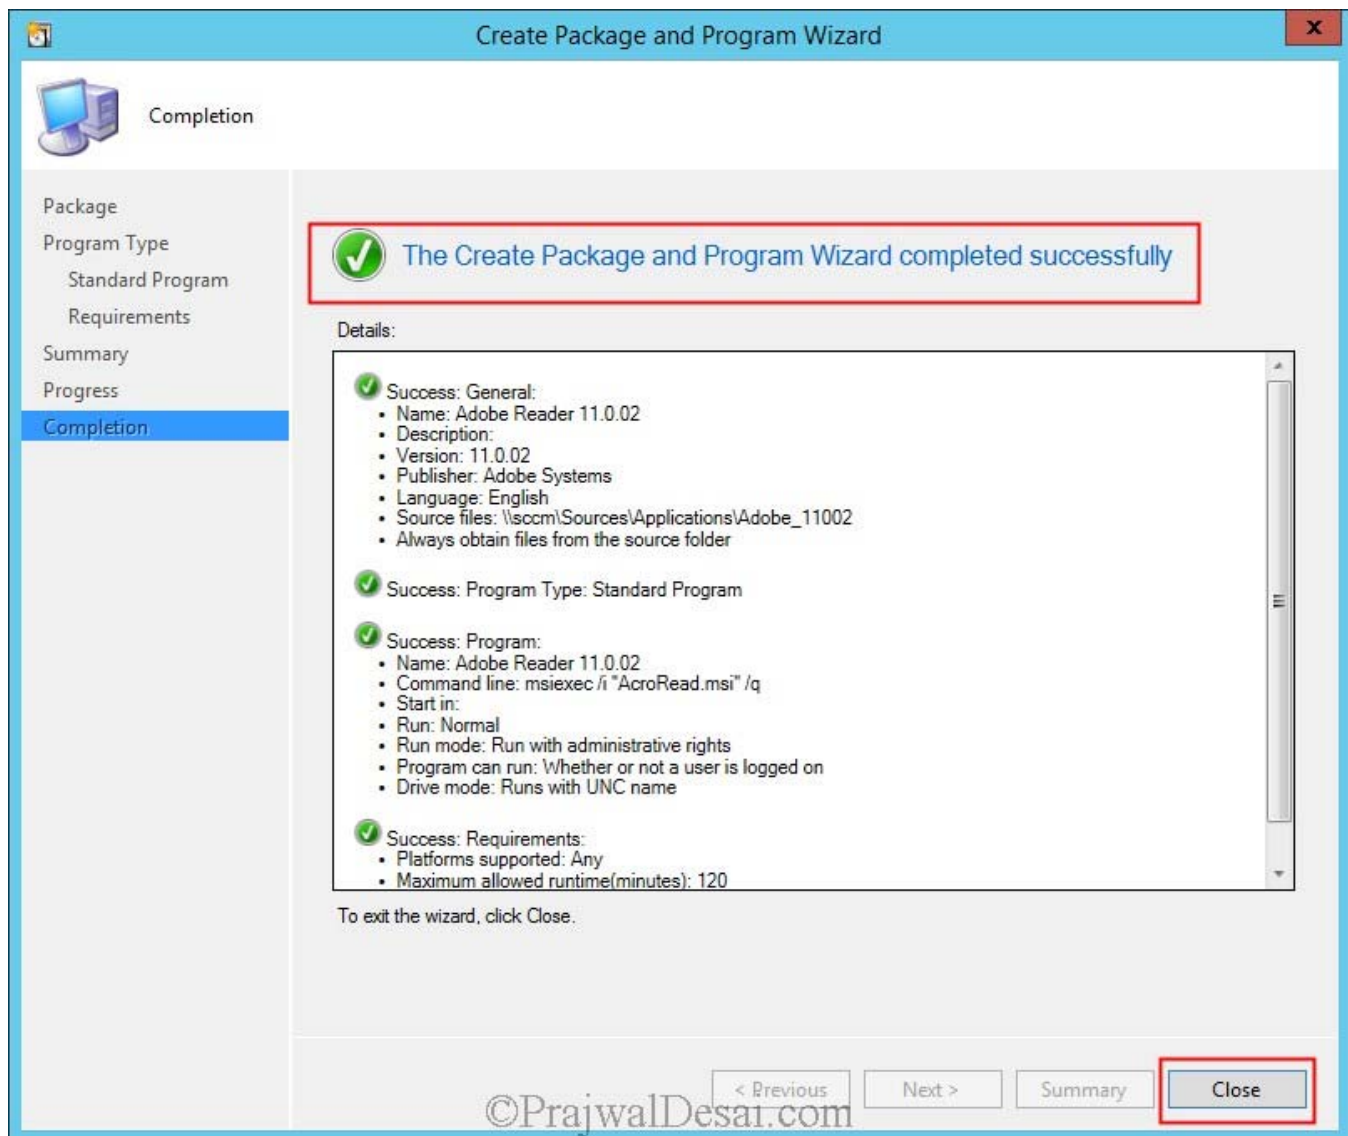 Create Package and Program Wizard
x
Completion
Package
Program Type
Standard Program
Requirements
Summary
Progress
Completion
The Create Package and Program Wizard completed successfully
Details:
Success: General:
• Name: Adobe Reader 11.0.02
• Description:
• Version: 11.0.02
• Publisher: Adobe Systems
• Language: English
• Source files: \\sccm\Sources\Applications\Adobe_11002
• Always obtain files from the source folder
Success: Program Type: Standard Program
Success: Program:
• Name: Adobe Reader 11.0.02
• Command line: msiexec /i "AcroRead.msi" /q
• Start in:
• Run: Normal
• Run mode: Run with administrative rights
• Program can run: Whether or not a user is logged on
• Drive mode: Runs with UNC name
Success: Requirements:
• Platforms supported: Any
• Maximum allowed runtime(minutes): 120
To exit the wizard, click Close.
< Previous
Next >
Summary
Close
©PrajwalDesai.com